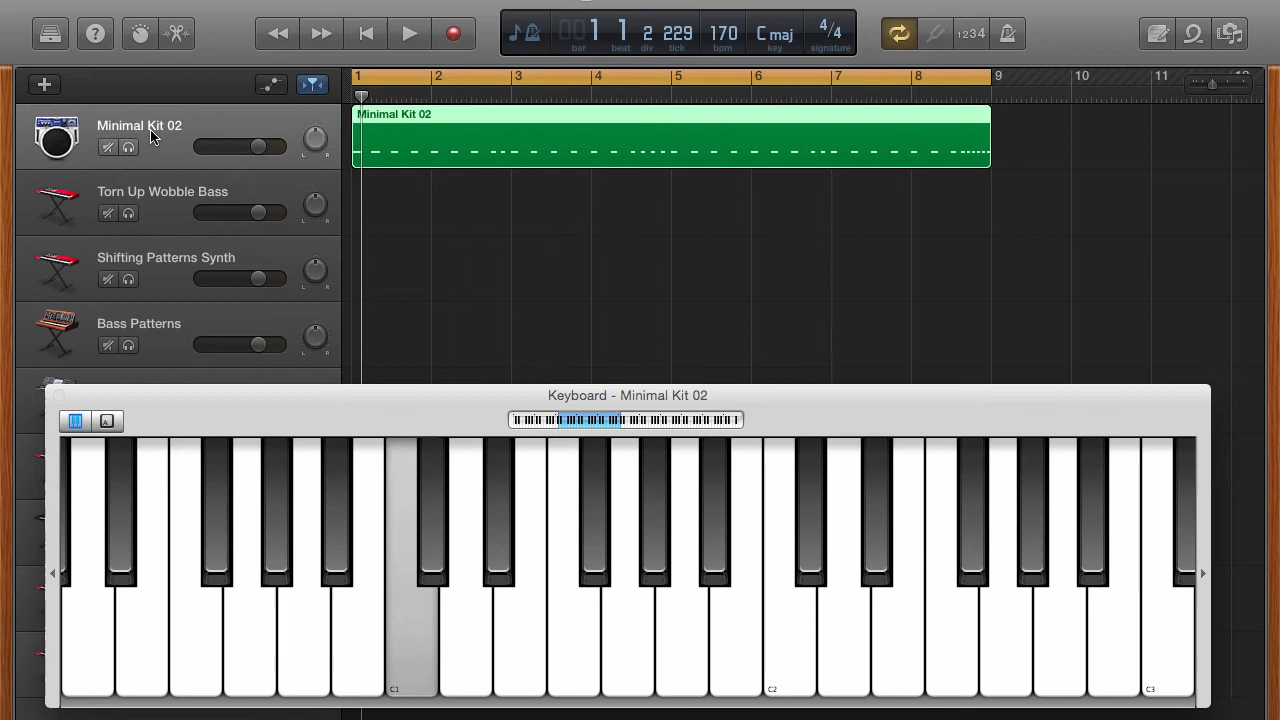 00 1 1 2 229 170 C maj 4/4
bar beat div tick bpm key signature
1234
1 2 3 4 5 6 7 8 9 10 11
Minimal Kit 02
Minimal Kit 02
L R
Torn Up Wobble Bass
L R
Shifting Patterns Synth
L R
Bass Patterns
L R
Keyboard - Minimal Kit 02
C1 C2 C3